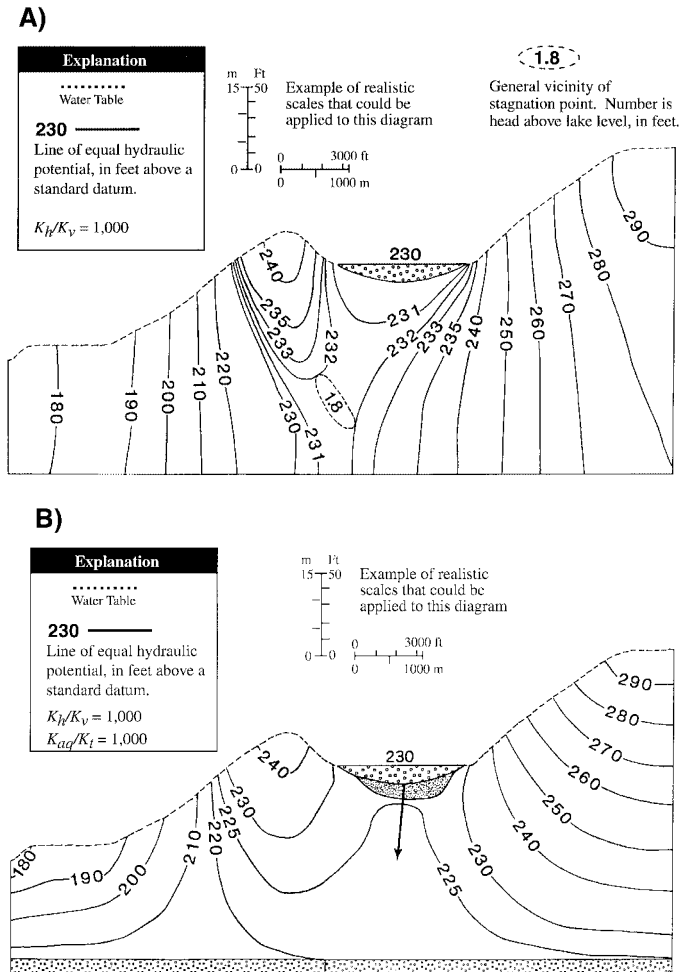 A)
Explanation
Water Table
230
Line of equal hydraulic
potential, in feet above a
standard datum.
Kh/Kv = 1,000
m Ft
15 50
0 0
Example of realistic
scales that could be
applied to this diagram
0 3000 ft
0 1000 m
1.8
General vicinity of
stagnation point. Number is
head above lake level, in feet.
230
240
235
233
232
231
232
233
235
240
250
260
270
280
290
180
190
200
210
220
230
231
1.8
B)
Explanation
Water Table
230
Line of equal hydraulic
potential, in feet above a
standard datum.
Kh/Kv = 1,000
Kaq/Kt = 1,000
m Ft
15 50
0 0
Example of realistic
scales that could be
applied to this diagram
0 3000 ft
0 1000 m
230
240
230
225
220
210
200
190
180
225
230
240
250
260
270
280
290